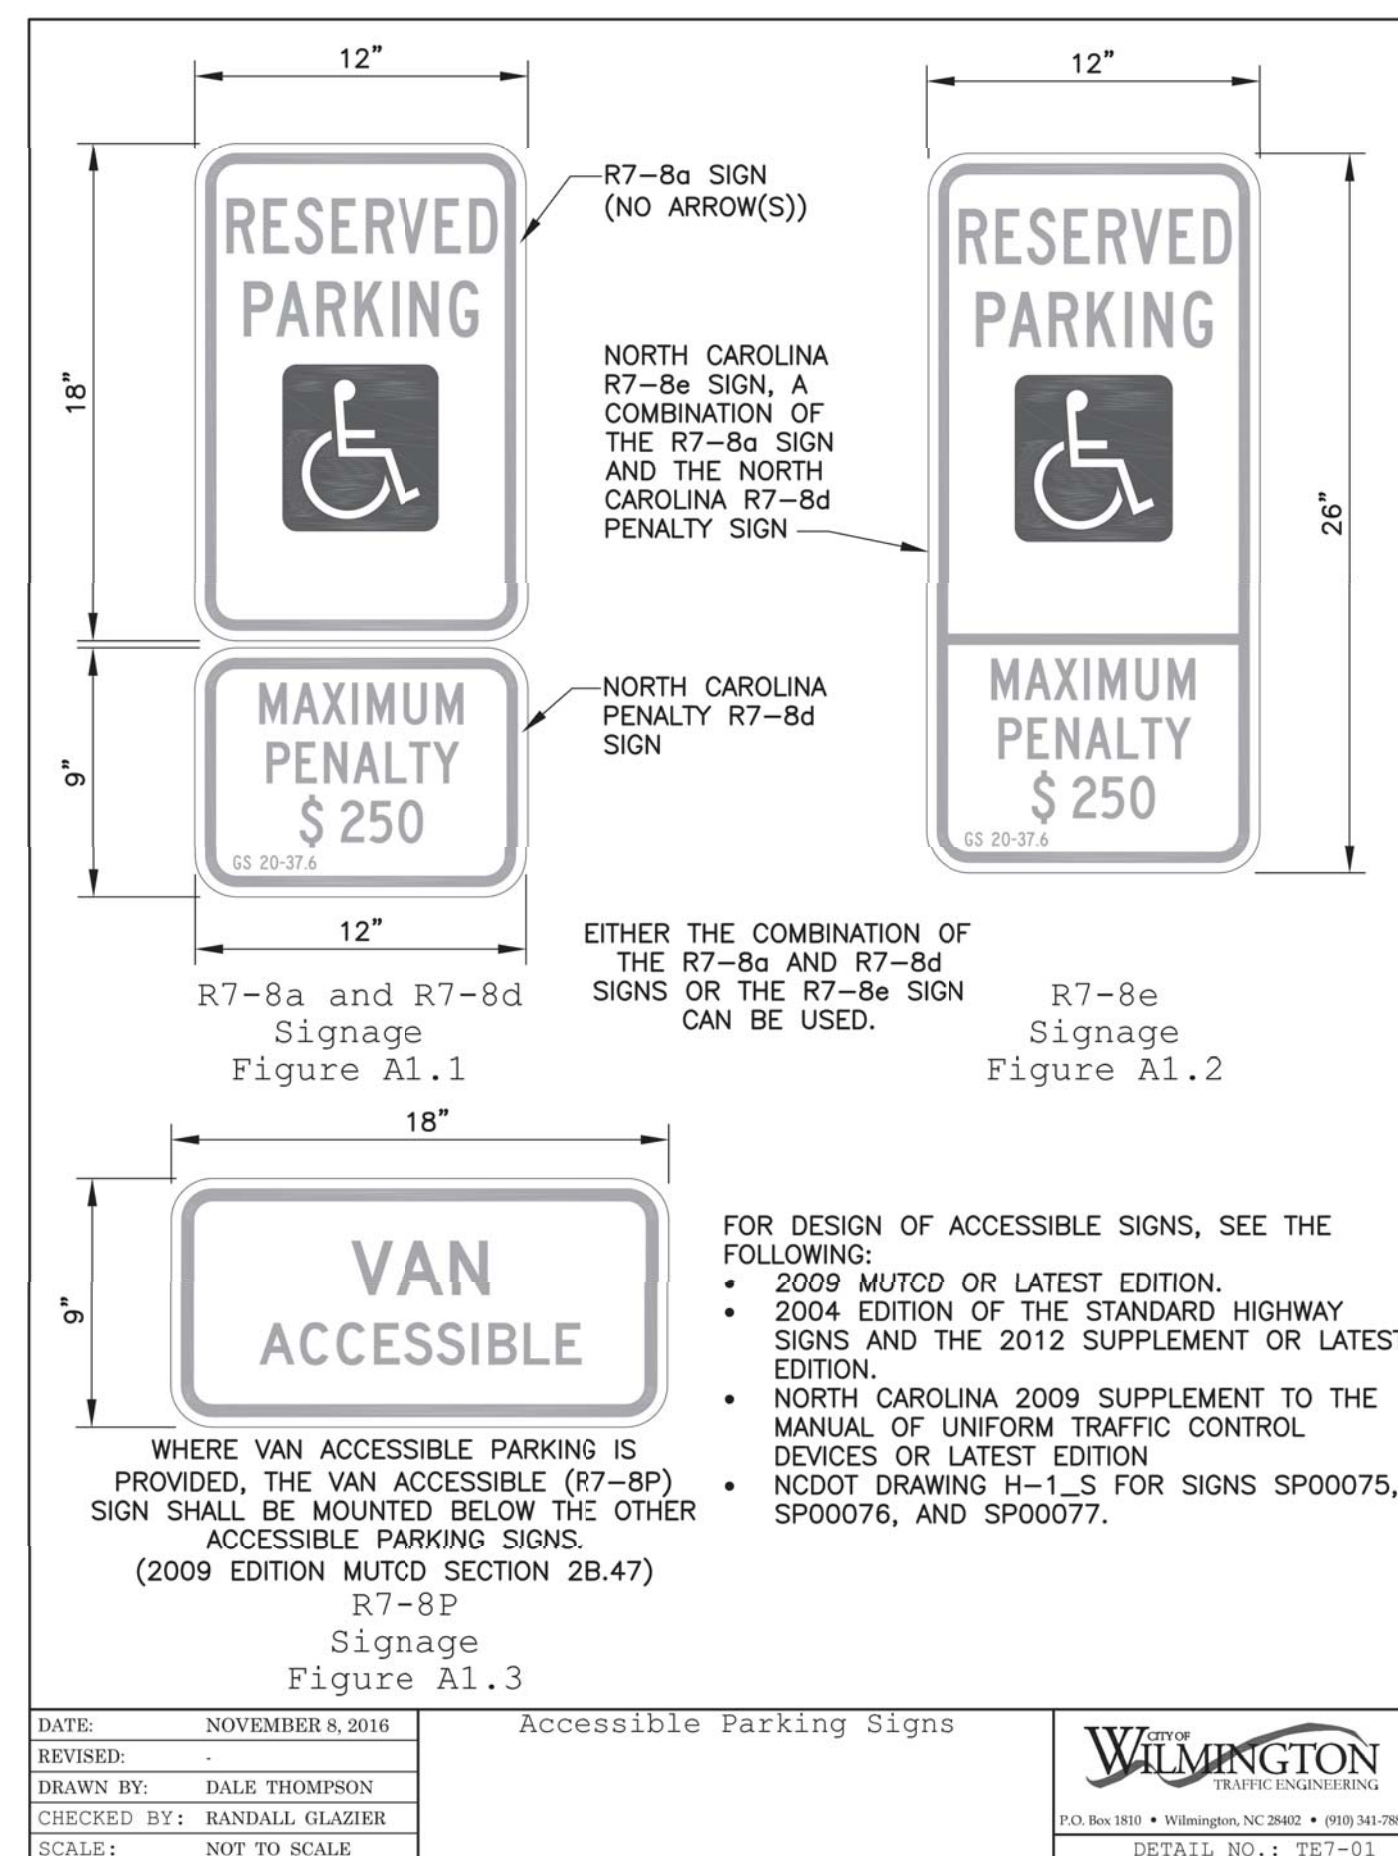 12”
R7–8a SIGN
(NO ARROW(S))
RESERVED
PARKING
18”
NORTH CAROLINA
R7–8e SIGN, A
COMBINATION OF
THE R7–8a SIGN
AND THE NORTH
CAROLINA R7–8d
PENALTY SIGN
12”
RESERVED
PARKING
26”
MAXIMUM
PENALTY
$ 250
GS 20-37.6
9”
12”
NORTH CAROLINA
PENALTY R7–8d
SIGN
MAXIMUM
PENALTY
$ 250
GS 20-37.6
R7-8a and R7-8d
Signage
Figure A1.1
EITHER THE COMBINATION OF
THE R7–8a AND R7–8d
SIGNS OR THE R7–8e SIGN
CAN BE USED.
R7-8e
Signage
Figure A1.2
18”
9”
VAN
ACCESSIBLE
WHERE VAN ACCESSIBLE PARKING IS
PROVIDED, THE VAN ACCESSIBLE (R7–8P)
SIGN SHALL BE MOUNTED BELOW THE OTHER
ACCESSIBLE PARKING SIGNS.
(2009 EDITION MUTCD SECTION 2B.47)
R7-8P
Signage
Figure A1.3
FOR DESIGN OF ACCESSIBLE SIGNS, SEE THE
FOLLOWING:
• 2009 MUTCD OR LATEST EDITION.
• 2004 EDITION OF THE STANDARD HIGHWAY
SIGNS AND THE 2012 SUPPLEMENT OR LATEST
EDITION.
• NORTH CAROLINA 2009 SUPPLEMENT TO THE
MANUAL OF UNIFORM TRAFFIC CONTROL
DEVICES OR LATEST EDITION
• NCDOT DRAWING H–1_S FOR SIGNS SP00075,
SP00076, AND SP00077.
DATE: NOVEMBER 8, 2016
REVISED: -
DRAWN BY: DALE THOMPSON
CHECKED BY: RANDALL GLAZIER
SCALE: NOT TO SCALE
Accessible Parking Signs
CITY OF
WILMINGTON
TRAFFIC ENGINEERING
P.O. Box 1810 • Wilmington, NC 28402 • (910) 341-788
DETAIL NO.: TE7-01